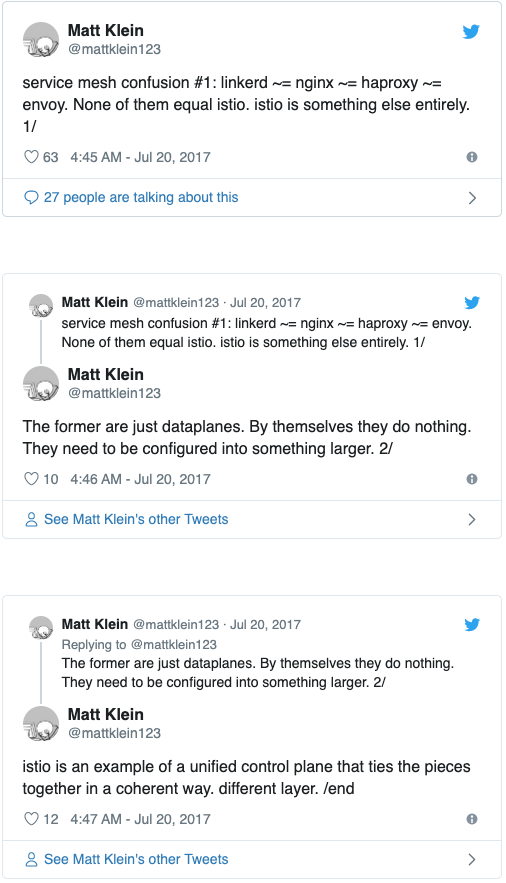 Matt Klein
@mattklein123
service mesh confusion #1: linkerd ~= nginx ~= haproxy ~=
envoy. None of them equal istio. istio is something else entirely.
1/
63 4:45 AM - Jul 20, 2017
27 people are talking about this
Matt Klein @mattklein123 · Jul 20, 2017
service mesh confusion #1: linkerd ~= nginx ~= haproxy ~= envoy.
None of them equal istio. istio is something else entirely. 1/
Matt Klein
@mattklein123
The former are just dataplanes. By themselves they do nothing.
They need to be configured into something larger. 2/
10 4:46 AM - Jul 20, 2017
See Matt Klein's other Tweets
Matt Klein @mattklein123 · Jul 20, 2017
Replying to @mattklein123
The former are just dataplanes. By themselves they do nothing.
They need to be configured into something larger. 2/
Matt Klein
@mattklein123
istio is an example of a unified control plane that ties the pieces
together in a coherent way. different layer. /end
12 4:47 AM - Jul 20, 2017
See Matt Klein's other Tweets